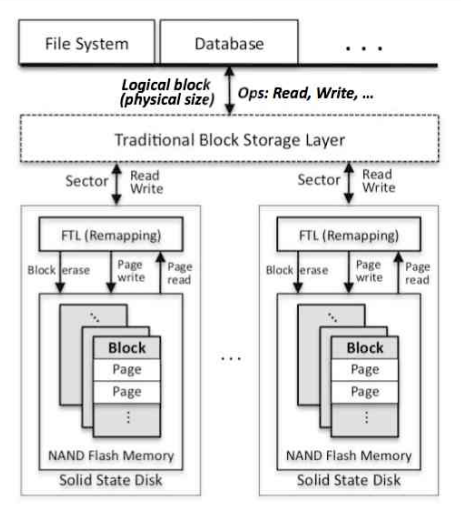 File System
Database
. . .
Logical block
(physical size)
Ops: Read, Write, ...
Traditional Block Storage Layer
Sector
Read
Write
Sector
Read
Write
FTL (Remapping)
Block erase
Page
write
Page
read
Block
Page
Page
⋮
NAND Flash Memory
Solid State Disk
...
FTL (Remapping)
Block erase
Page
write
Page
read
Block
Page
Page
⋮
NAND Flash Memory
Solid State Disk